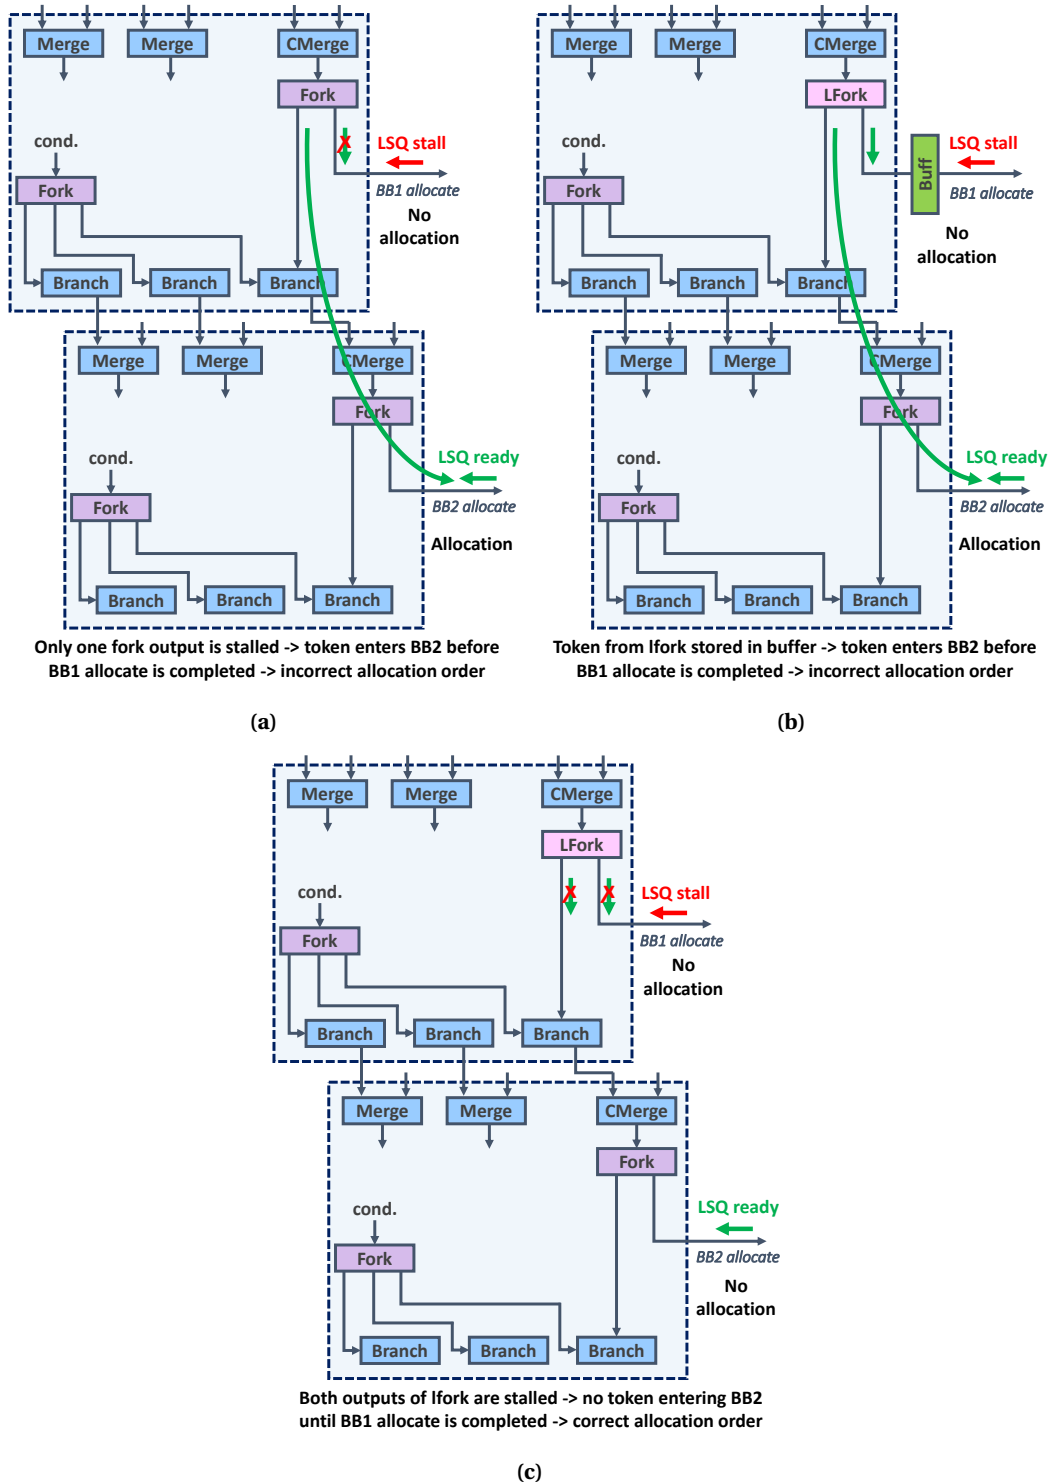 Merge Merge CMerge
Fork
cond.
LSQ stall
Fork
BB1 allocate
No
allocation
Branch Branch Branch
Merge Merge CMerge
Fork
cond.
LSQ ready
Fork
BB2 allocate
Allocation
Branch Branch Branch
Only one fork output is stalled -> token enters BB2 before
BB1 allocate is completed -> incorrect allocation order
(a)
Merge Merge CMerge
LFork
cond.
LSQ stall
Buff
Fork
BB1 allocate
No
allocation
Branch Branch Branch
Merge Merge CMerge
Fork
cond.
LSQ ready
Fork
BB2 allocate
Allocation
Branch Branch Branch
Token from lfork stored in buffer -> token enters BB2 before
BB1 allocate is completed -> incorrect allocation order
(b)
Merge Merge CMerge
LFork
cond.
X X
LSQ stall
Fork
BB1 allocate
No
allocation
Branch Branch Branch
Merge Merge CMerge
Fork
cond.
LSQ ready
Fork
BB2 allocate
No
allocation
Branch Branch Branch
Both outputs of lfork are stalled -> no token entering BB2
until BB1 allocate is completed -> correct allocation order
(c)